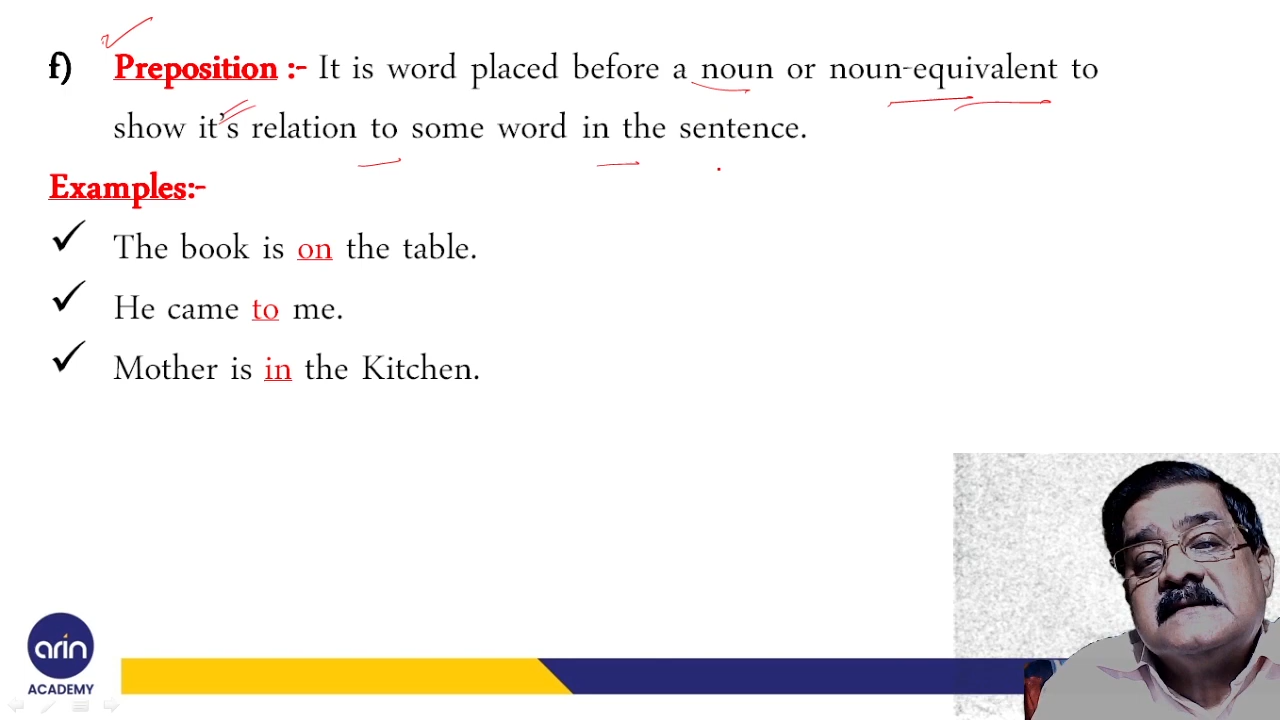 f) Preposition :- It is word placed before a noun or noun-equivalent to
show it's relation to some word in the sentence.
Examples:-
✓ The book is on the table.
✓ He came to me.
✓ Mother is in the Kitchen.
arin
ACADEMY